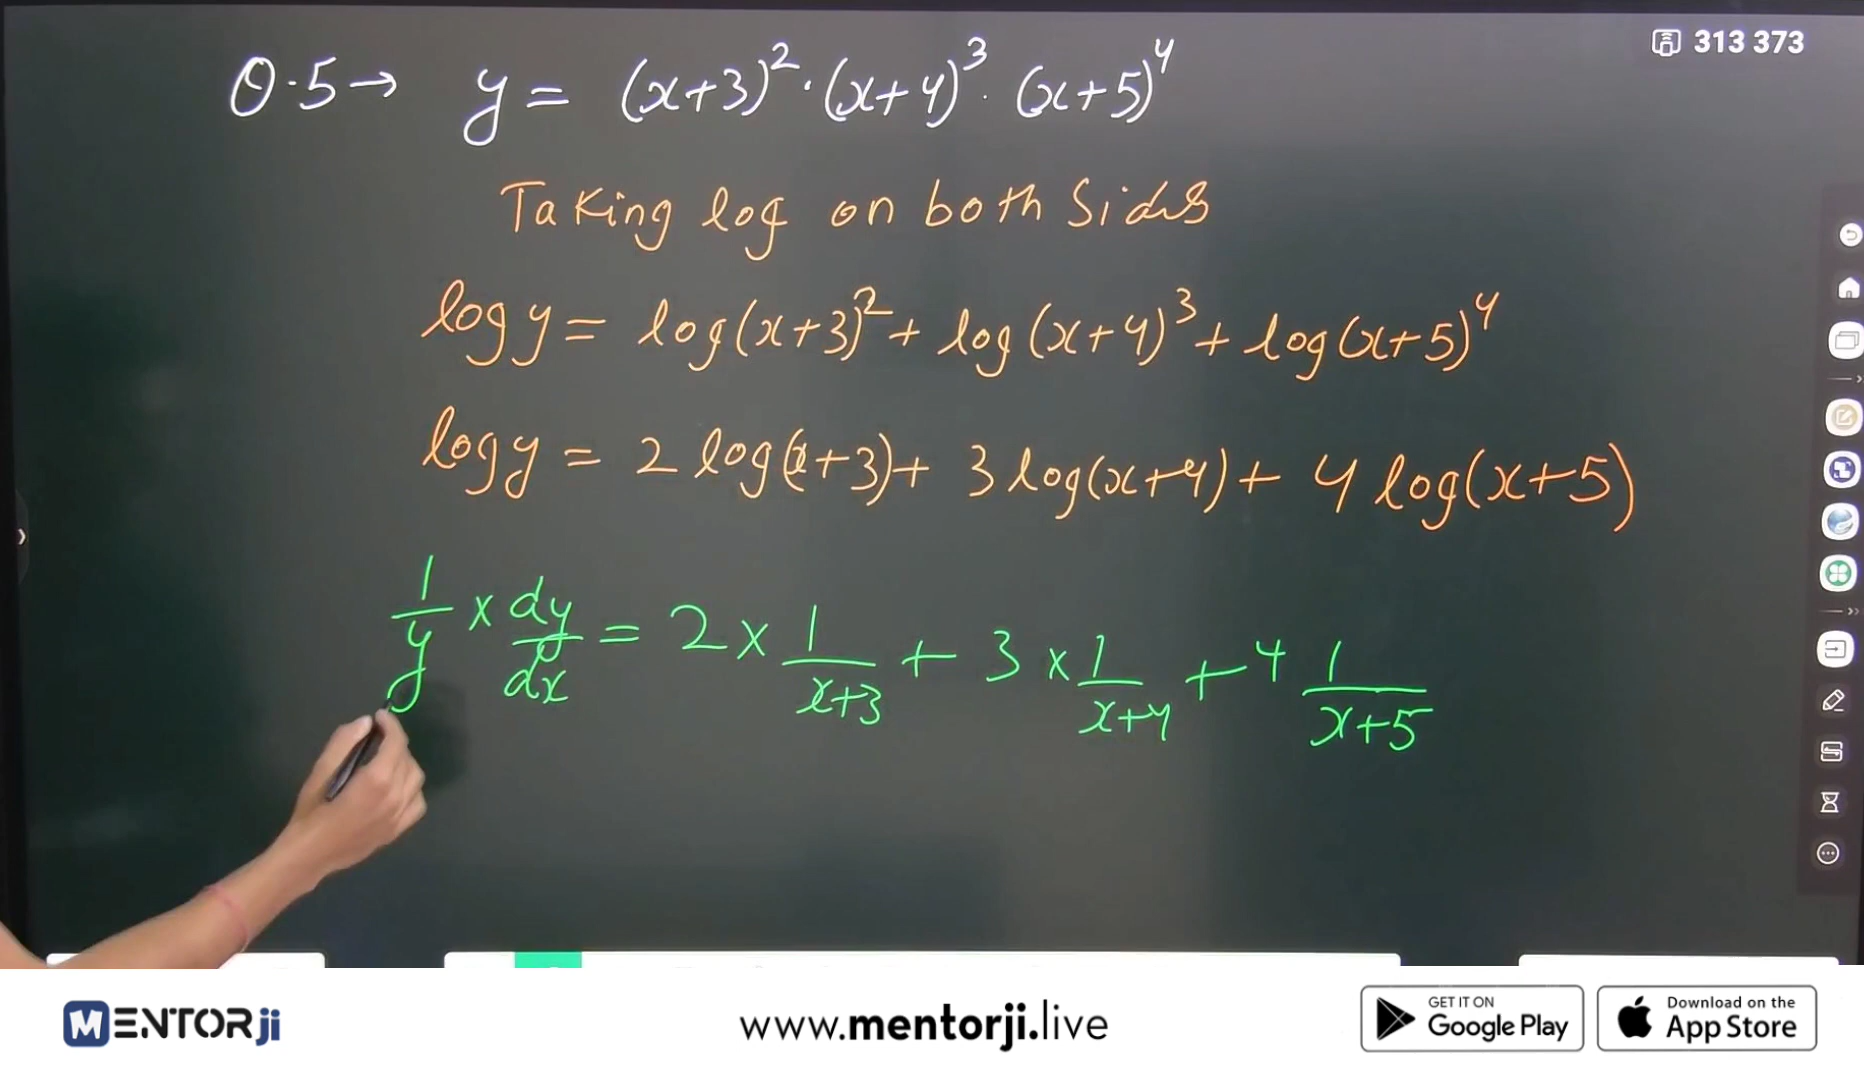 313 373
Q.5→ y = (x+3)² · (x+4)³ · (x+5)⁴
Taking log on both Sides
log y = log(x+3)² + log(x+4)³ + log(x+5)⁴
log y = 2 log(x+3) + 3 log(x+4) + 4 log(x+5)
1/y × dy/dx = 2 × 1/(x+3) + 3 × 1/(x+4) + 4 1/(x+5)
MENTORji
www.mentorji.live
GET IT ON
Google Play
Download on the
App Store